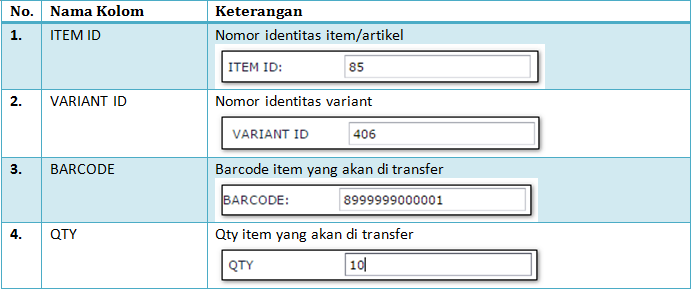 No. Nama Kolom Keterangan
1. ITEM ID Nomor identitas item/artikel
ITEM ID: 85
2. VARIANT ID Nomor identitas variant
VARIANT ID 406
3. BARCODE Barcode item yang akan di transfer
BARCODE: 8999999000001
4. QTY Qty item yang akan di transfer
QTY 10